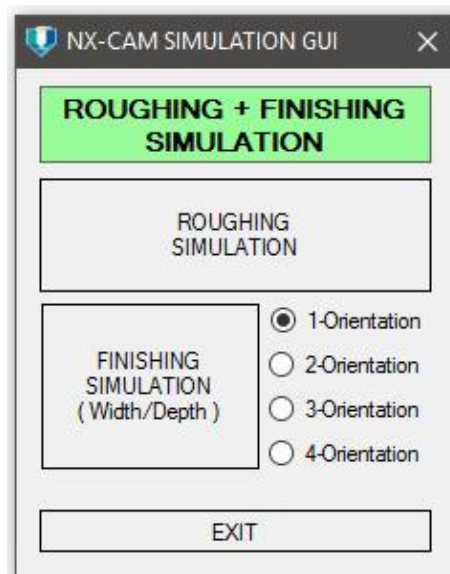 NX-CAM SIMULATION GUI
ROUGHING + FINISHING
SIMULATION
ROUGHING
SIMULATION
FINISHING
SIMULATION
( Width/Depth )
1-Orientation
2-Orientation
3-Orientation
4-Orientation
EXIT